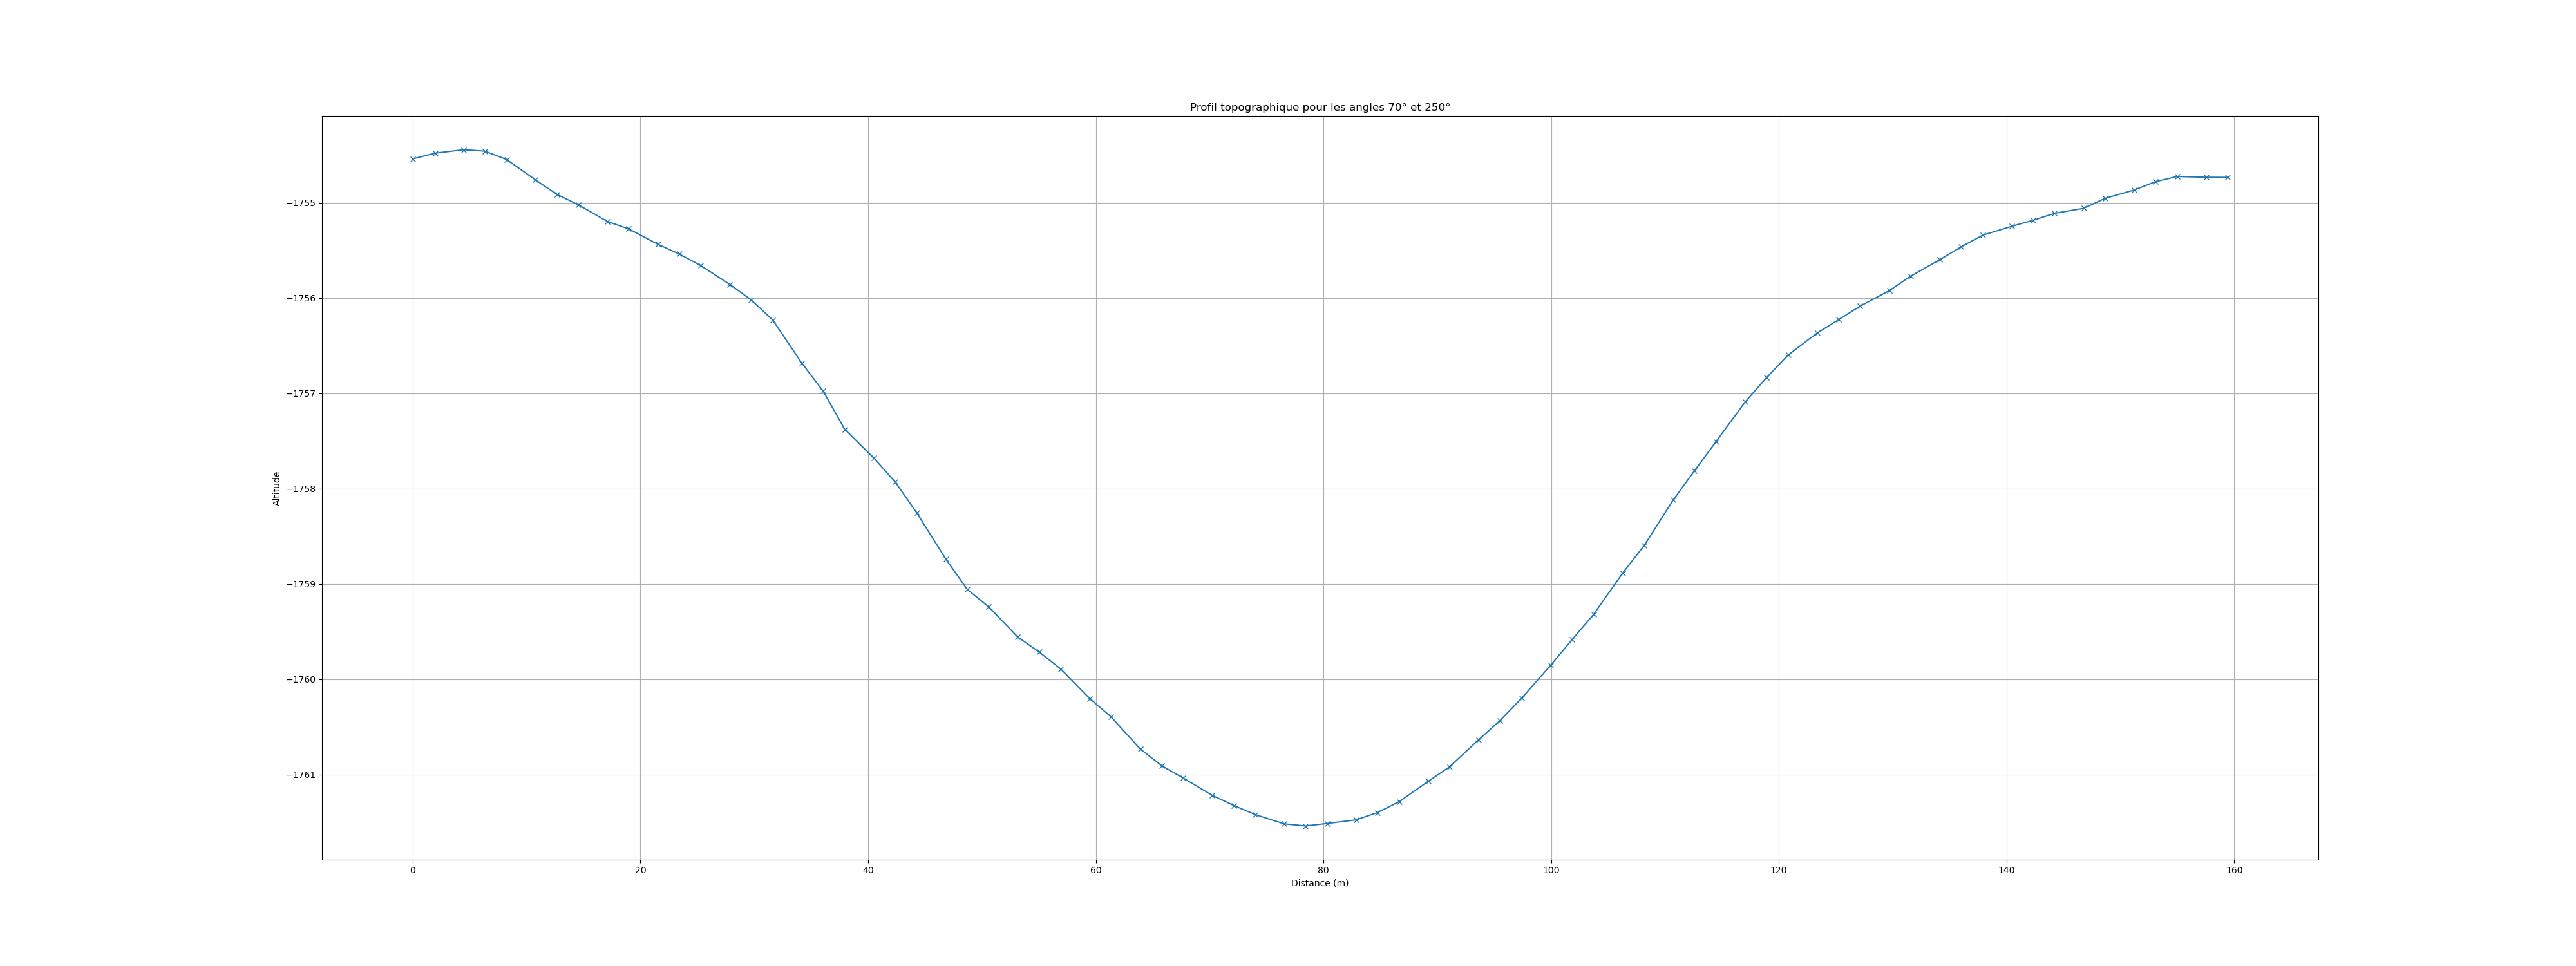 Profil topographique pour les angles 70° et 250°
Altitude
−1755
−1756
−1757
−1758
−1759
−1760
−1761
0 20 40 60 80 100 120 140 160
Distance (m)